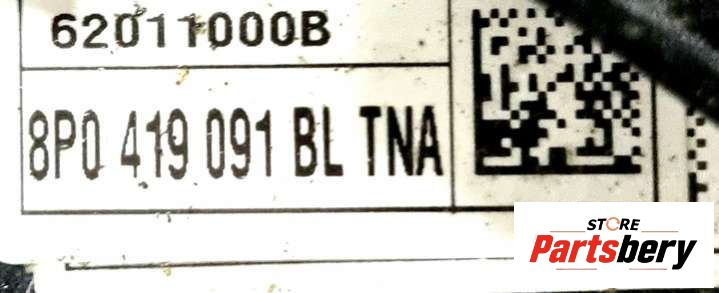 62011000B
8P0 419 091 BL TNA
STORE
Partsbery